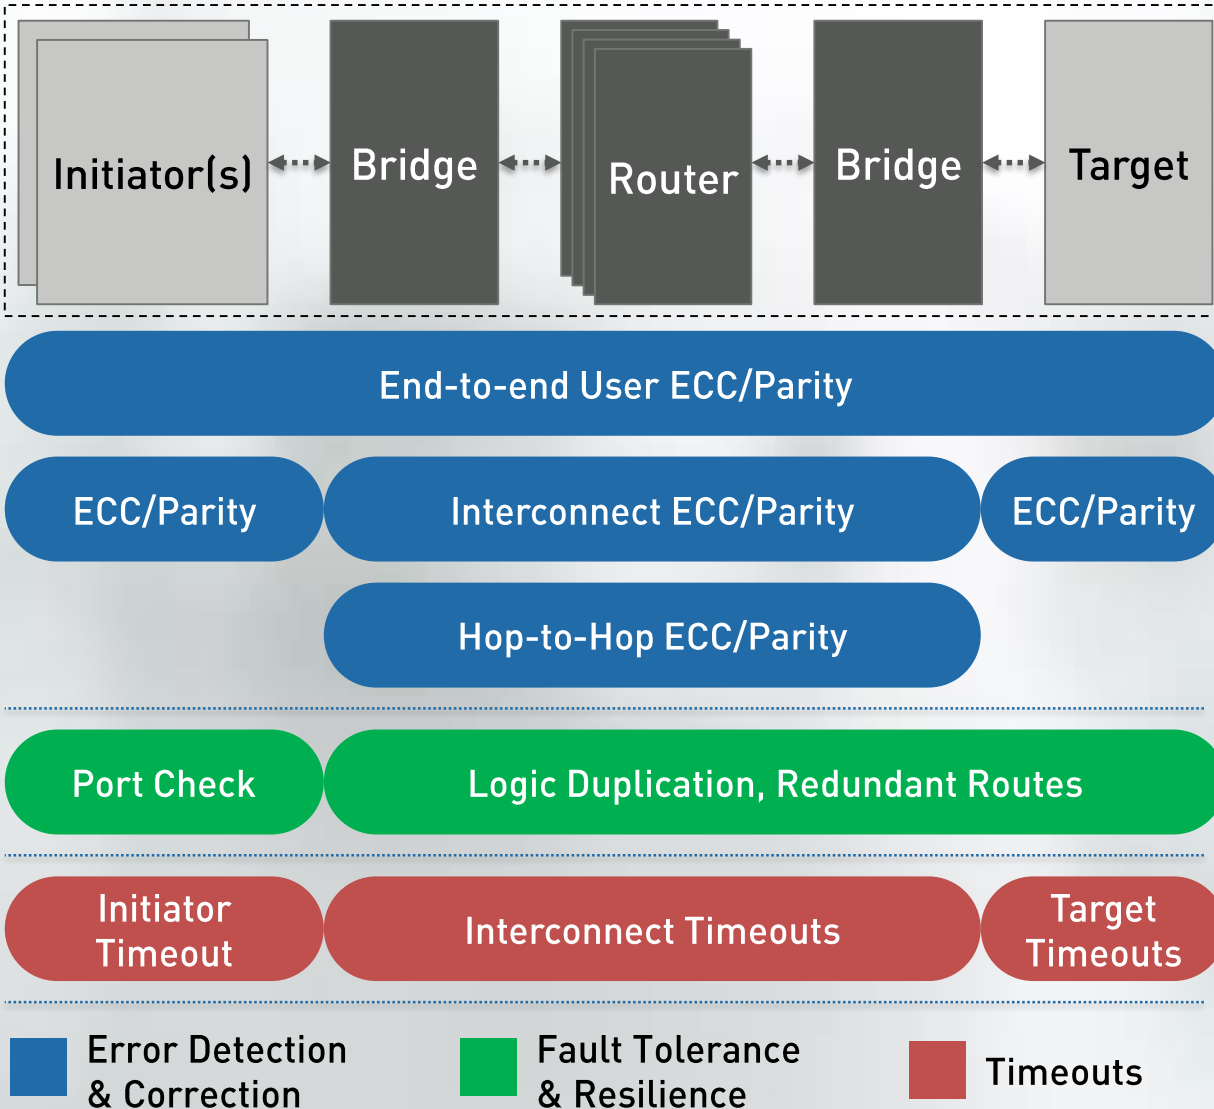 Initiator(s)
Bridge
Router
Bridge
Target
End-to-end User ECC/Parity
ECC/Parity
Interconnect ECC/Parity
ECC/Parity
Hop-to-Hop ECC/Parity
Port Check
Logic Duplication, Redundant Routes
Initiator
Timeout
Interconnect Timeouts
Target
Timeouts
Error Detection
& Correction
Fault Tolerance
& Resilience
Timeouts